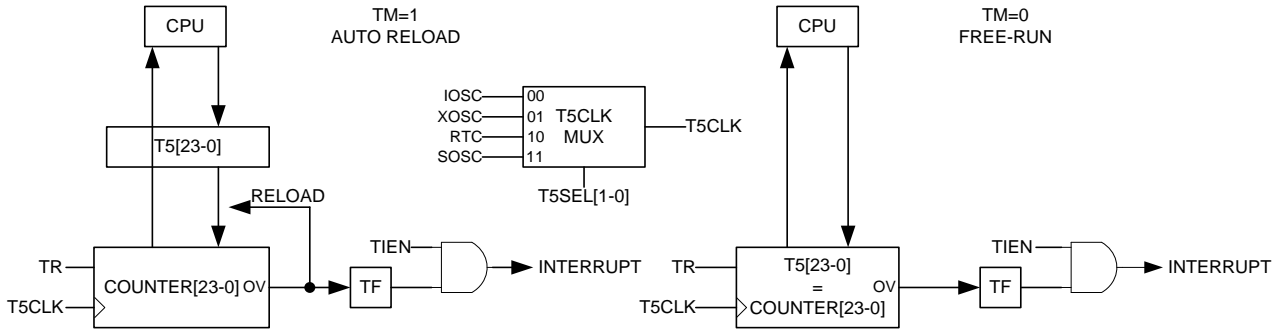 CPU
TM=1
AUTO RELOAD
T5[23-0]
RELOAD
TR
T5CLK
COUNTER[23-0]
OV
TF
TIEN
INTERRUPT
IOSC
XOSC
RTC
SOSC
00
01
10
11
T5CLK
MUX
T5CLK
T5SEL[1-0]
CPU
TM=0
FREE-RUN
TR
T5CLK
T5[23-0]
=
COUNTER[23-0]
OV
TF
TIEN
INTERRUPT